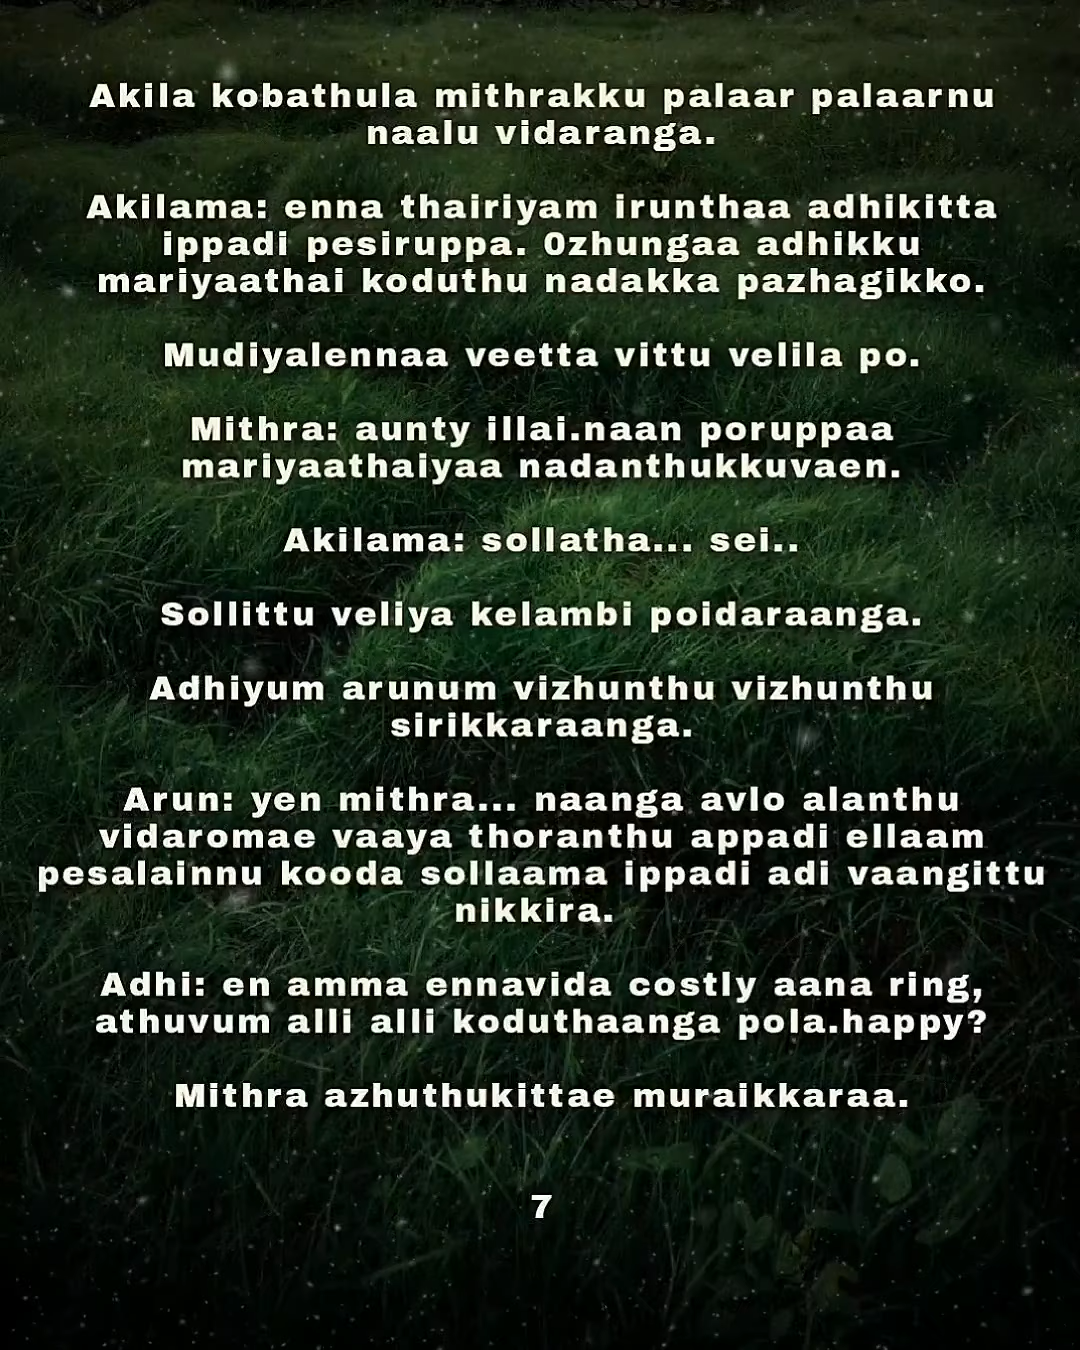 Akila kobathula mithrakku palaar palaarnu
naalu vidaranga.
Akilama: enna thairiyam irunthaa adhikitta
ippadi pesiruppa. 0zhungaa adhikku
mariyaathai koduthu nadakka pazhagikko.
Mudiyalennaa veetta vittu velila po.
Mithra: aunty illai.naan poruppaa
mariyaathaiyaa nadanthukkuvaen.
Akilama: sollatha... sei..
Sollittu veliya kelambi poidaraanga.
Adhiyum arunum vizhunthu vizhunthu
sirikkaraanga.
Arun: yen mithra... naanga avlo alanthu
vidaromae vaaya thoranthu appadi ellaam
pesalainnu kooda sollaama ippadi adi vaangittu
nikkira.
Adhi: en amma ennavida costly aana ring,
athuvum alli alli koduthaanga pola.happy?
Mithra azhuthukittae muraikkaraa.
7